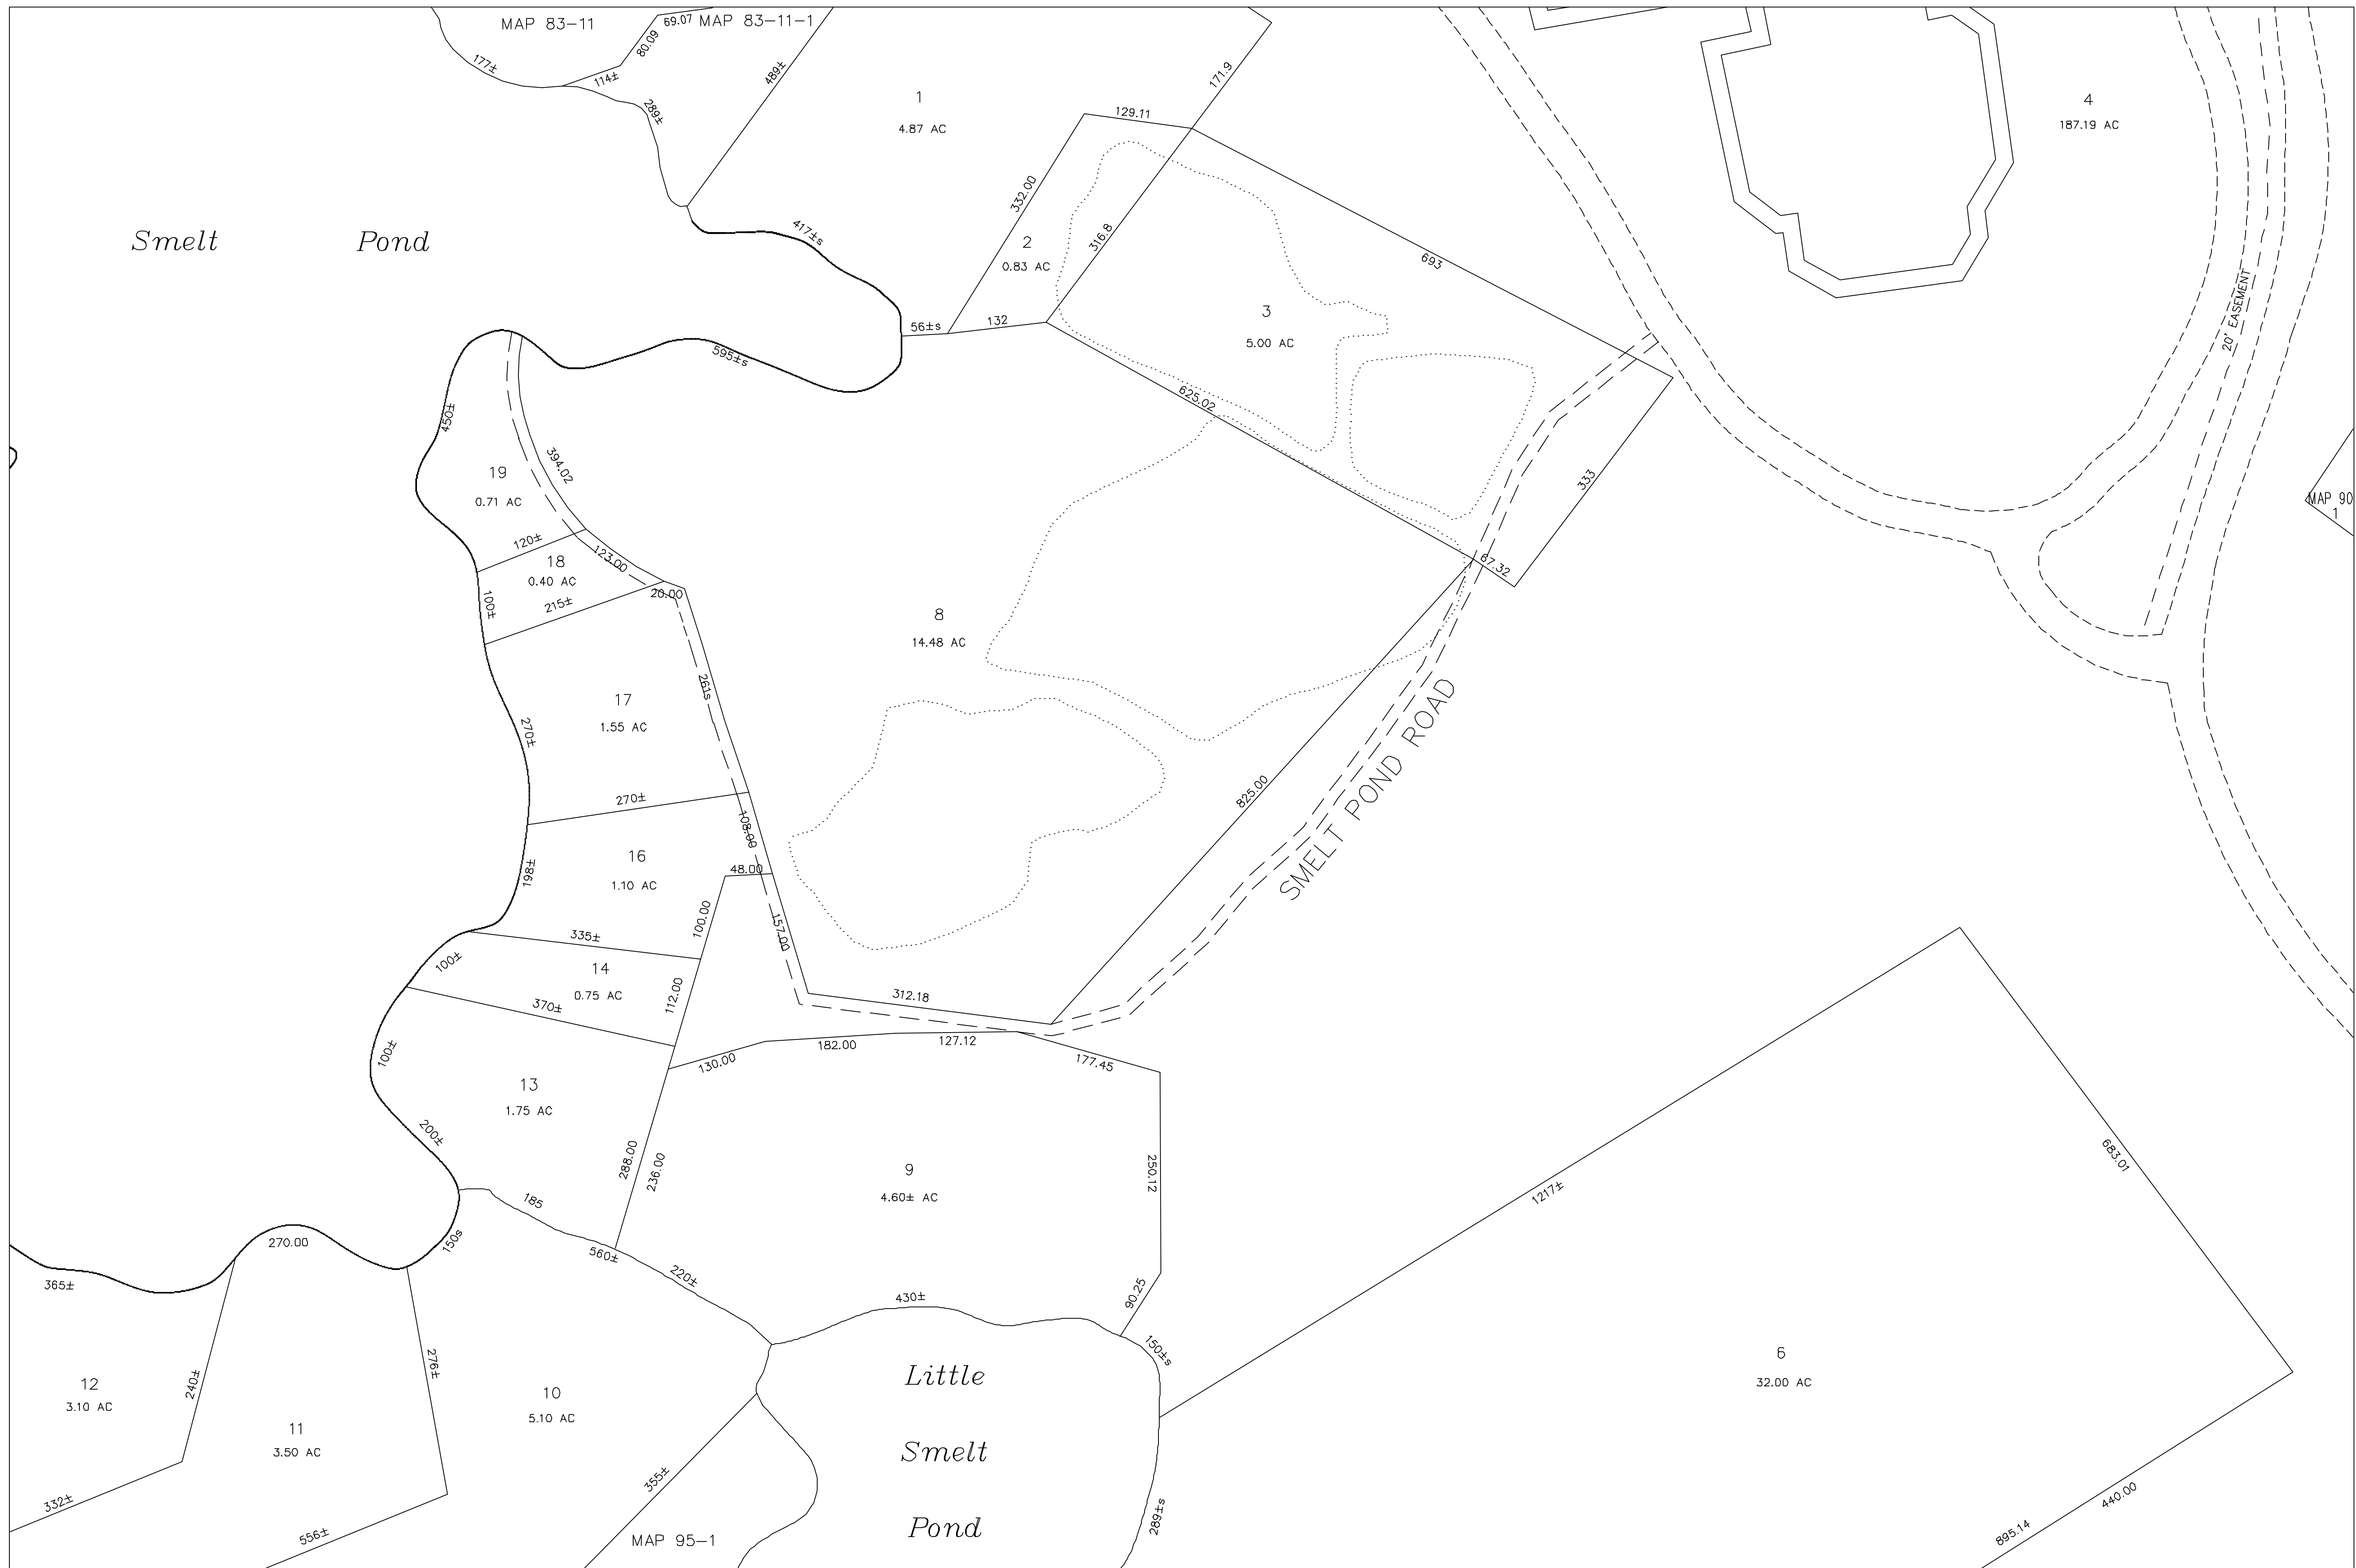 MAP 83-11
69.07
MAP 83-11-1
80.09
177±
114±
289±
489±
1
4.87 AC
171.9
129.11
4
187.19 AC
Smelt Pond
417±s
332.00
2
0.83 AC
316.8
693
56±s
132
3
5.00 AC
20' EASEMENT
595±s
625.02
450±
394.02
19
0.71 AC
333
MAP 90
1
120±
123.00
18
0.40 AC
67.32
100±
215±
20.00
8
14.48 AC
261s
17
1.55 AC
270±
SMELT POND ROAD
270±
825.00
108.00
16
1.10 AC
198±
48.00
100.00
157.00
335±
100±
14
0.75 AC
112.00
370±
312.18
100±
130.00
182.00
127.12
177.45
13
1.75 AC
200±
288.00
236.00
9
4.60± AC
250.12
683.01
1217±
185
150s
560±
220±
270.00
365±
430±
90.25
150±s
276±
240±
12
3.10 AC
10
5.10 AC
11
3.50 AC
Little
Smelt
Pond
6
32.00 AC
355±
332±
556±
MAP 95-1
289±s
440.00
895.14